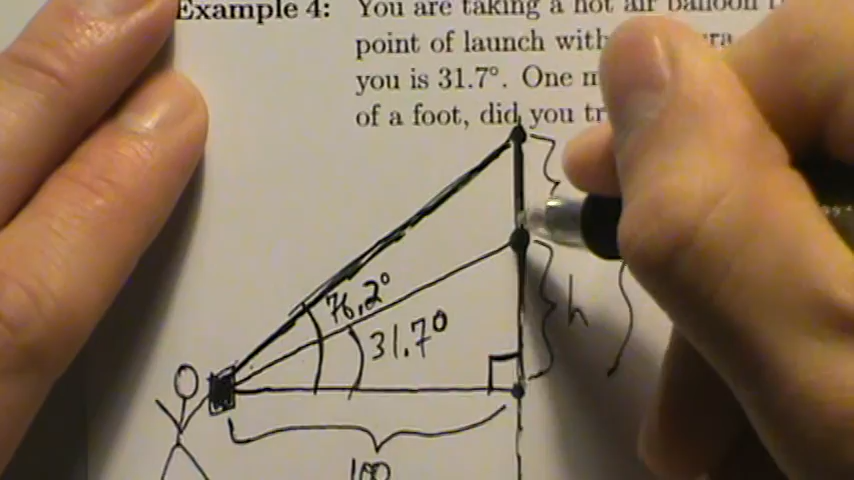 Example 4: You are taking a hot air balloon
point of launch with
you is 31.7°. One
of a foot, did you
76.2°
31.7°
h
100